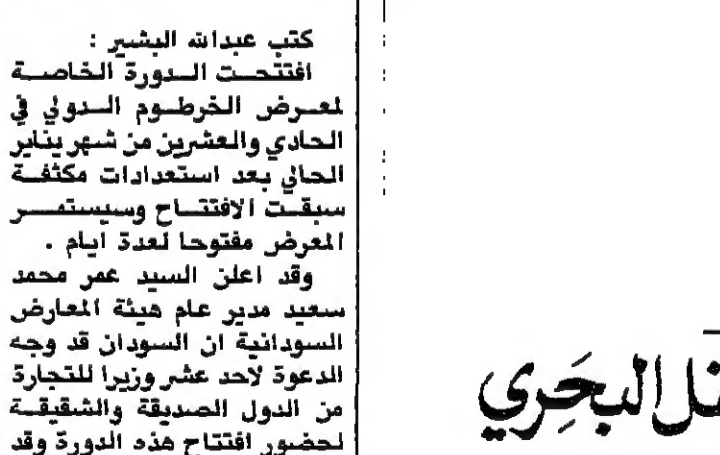 كتب عبدالله البشير :
افتتحت الدورة الخاصة
لمعرض الخرطوم الدولي في
الحادي والعشرين من شهر يناير
الحالي بعد استعدادات مكثفة
سبقت الافتتاح وسيستمر
المعرض مفتوحا لعدة ايام .
وقد اعلن السيد عمر محمد
سعيد مدير عام هيئة المعارض
السودانية ان السودان قد وجه
الدعوة لاحد عشر وزيرا للتجارة
من الدول الصديقة والشقيقة
لحضور افتتاح هذه الدورة وقد
البحَري